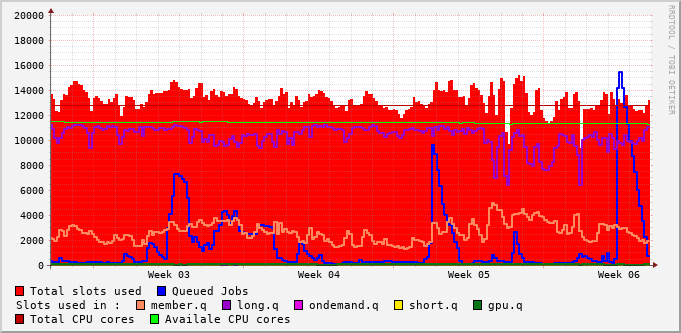 20000
18000
16000
14000
12000
10000
8000
6000
4000
2000
0
Week 03 Week 04 Week 05 Week 06
RRDTOOL / TOBI OETIKER
Total slots used Queued Jobs
Slots used in : member.q long.q ondemand.q short.q gpu.q
Total CPU cores Availale CPU cores